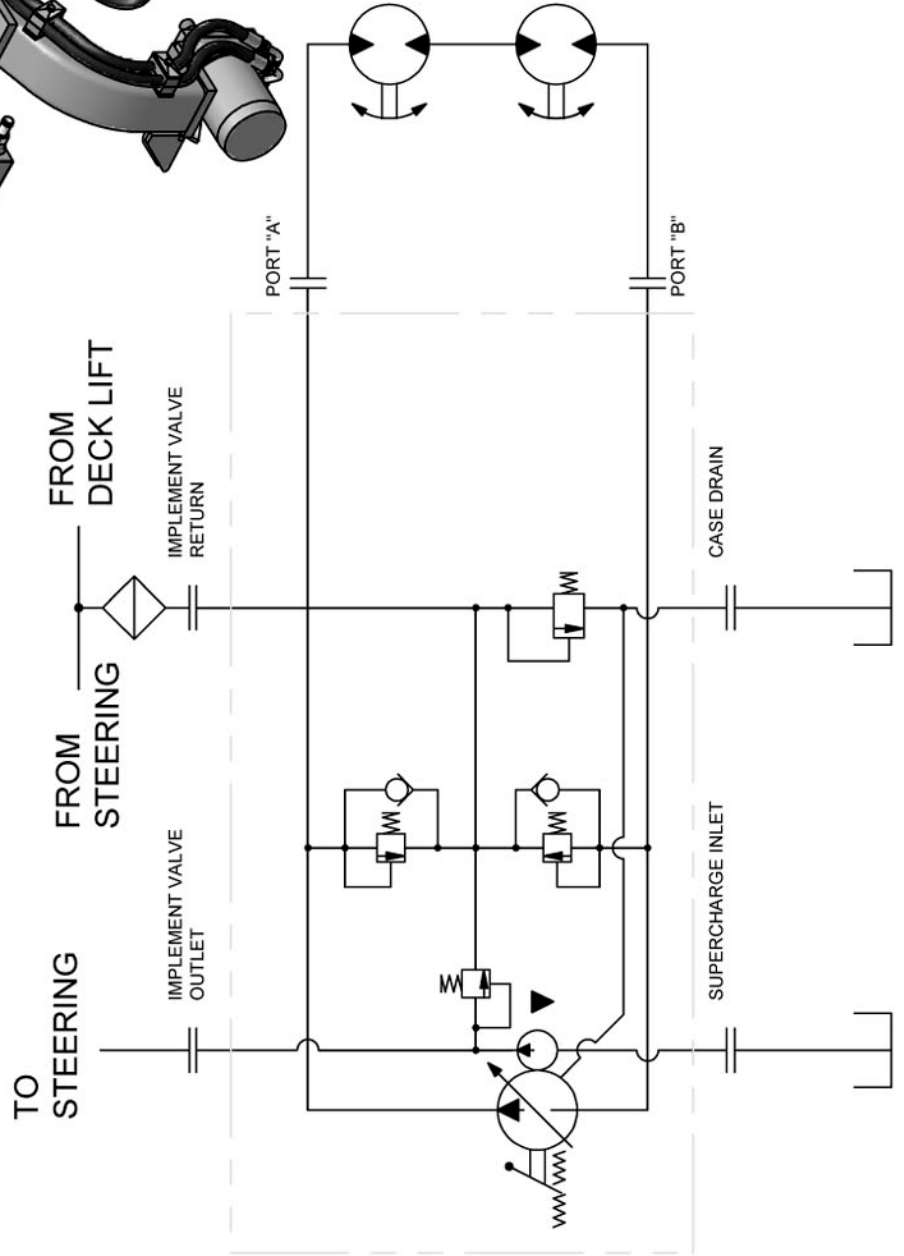 TO
STEERING
IMPLEMENT VALVE
OUTLET
SUPERCHARGE INLET
FROM
STEERING
FROM
DECK LIFT
IMPLEMENT VALVE
RETURN
CASE DRAIN
PORT "A"
PORT "B"